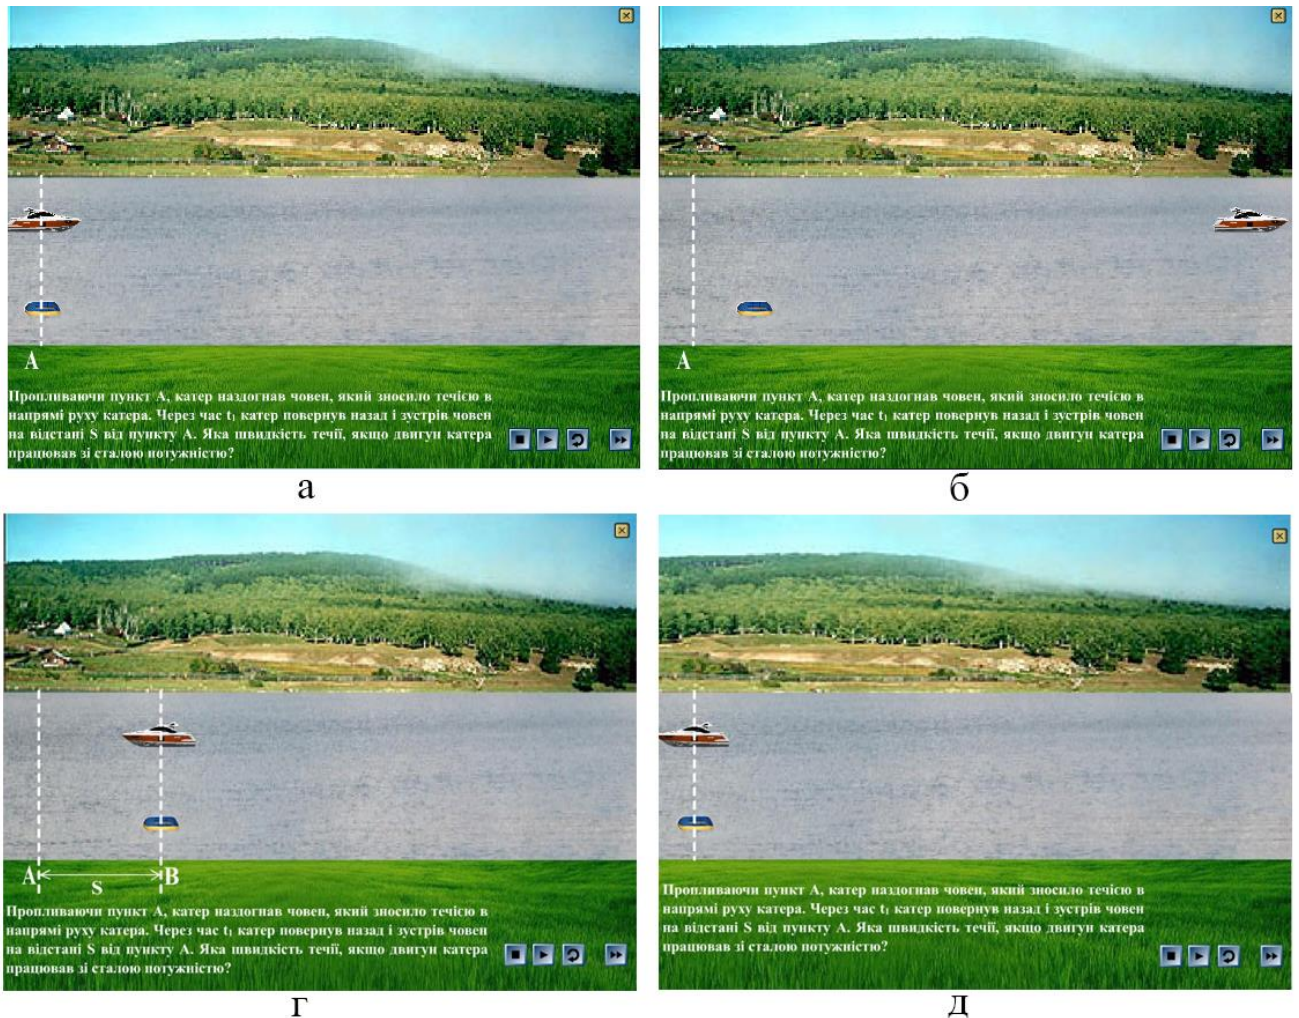 A
Пропливаючи пункт А, катер наздогнав човен, який зносило течією в
напрямі руху катера. Через час t₁ катер повернув назад і зустрів човен
на відстані S від пункту А. Яка швидкість течії, якщо двигун катера
працював зі сталою потужністю?
а
A
Пропливаючи пункт А, катер наздогнав човен, який зносило течією в
напрямі руху катера. Через час t₁ катер повернув назад і зустрів човен
на відстані S від пункту А. Яка швидкість течії, якщо двигун катера
працював зі сталою потужністю?
б
A S B
Пропливаючи пункт А, катер наздогнав човен, який зносило течією в
напрямі руху катера. Через час t₁ катер повернув назад і зустрів човен
на відстані S від пункту А. Яка швидкість течії, якщо двигун катера
працював зі сталою потужністю?
г
Пропливаючи пункт А, катер наздогнав човен, який зносило течією в
напрямі руху катера. Через час t₁ катер повернув назад і зустрів човен
на відстані S від пункту А. Яка швидкість течії, якщо двигун катера
працював зі сталою потужністю?
д